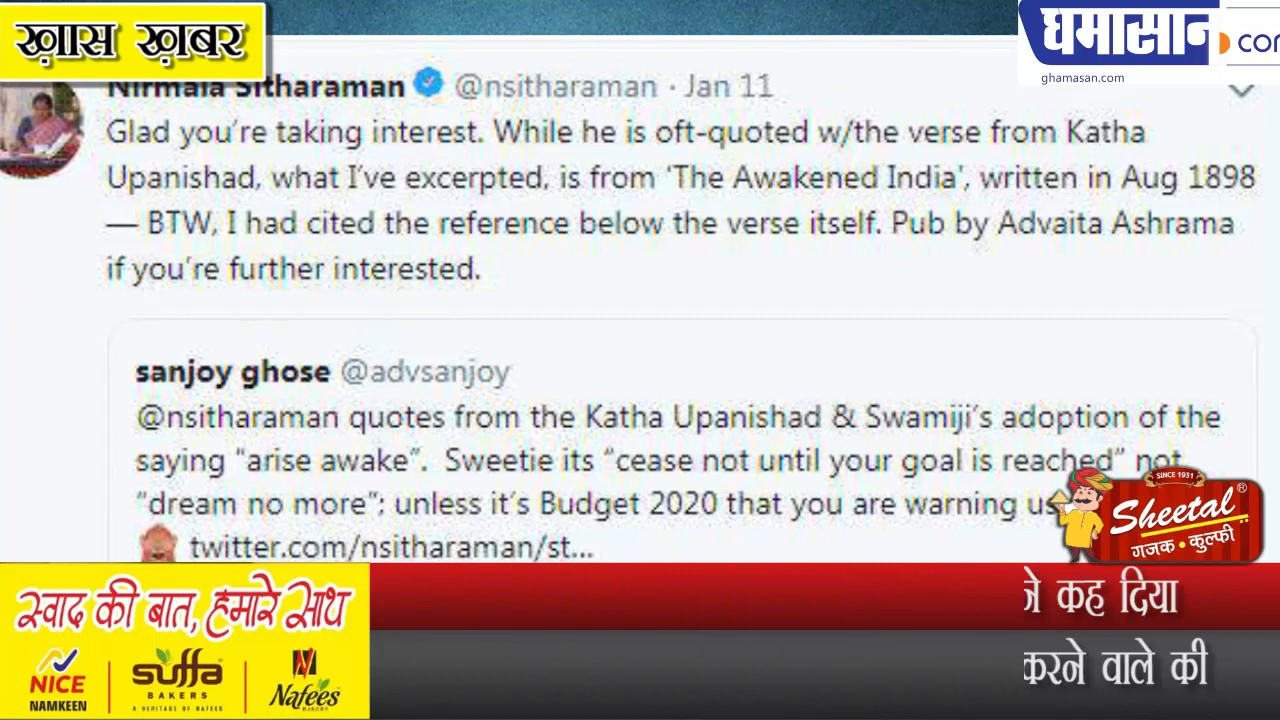 ख़ास ख़बर
घमासान
.com
ghamasan.com
Nirmala Sitharaman @nsitharaman · Jan 11
Glad you're taking interest. While he is oft-quoted w/the verse from Katha
Upanishad, what I've excerpted, is from 'The Awakened India', written in Aug 1898
— BTW, I had cited the reference below the verse itself. Pub by Advaita Ashrama
if you're further interested.
sanjoy ghose @advsanjoy
@nsitharaman quotes from the Katha Upanishad & Swamiji's adoption of the
saying "arise awake". Sweetie its "cease not until your goal is reached" not
"dream no more"; unless it's Budget 2020 that you are warning us
twitter.com/nsitharaman/st...
SINCE 1931
Sheetal®
गजक • कुल्फी
स्वाद की बात, हमारे साथ
NICE
NAMKEEN
suffa
BAKERS
A HERITAGE OF NAFEES
Nafees
BAKERS
ने कह दिया
करने वाले की